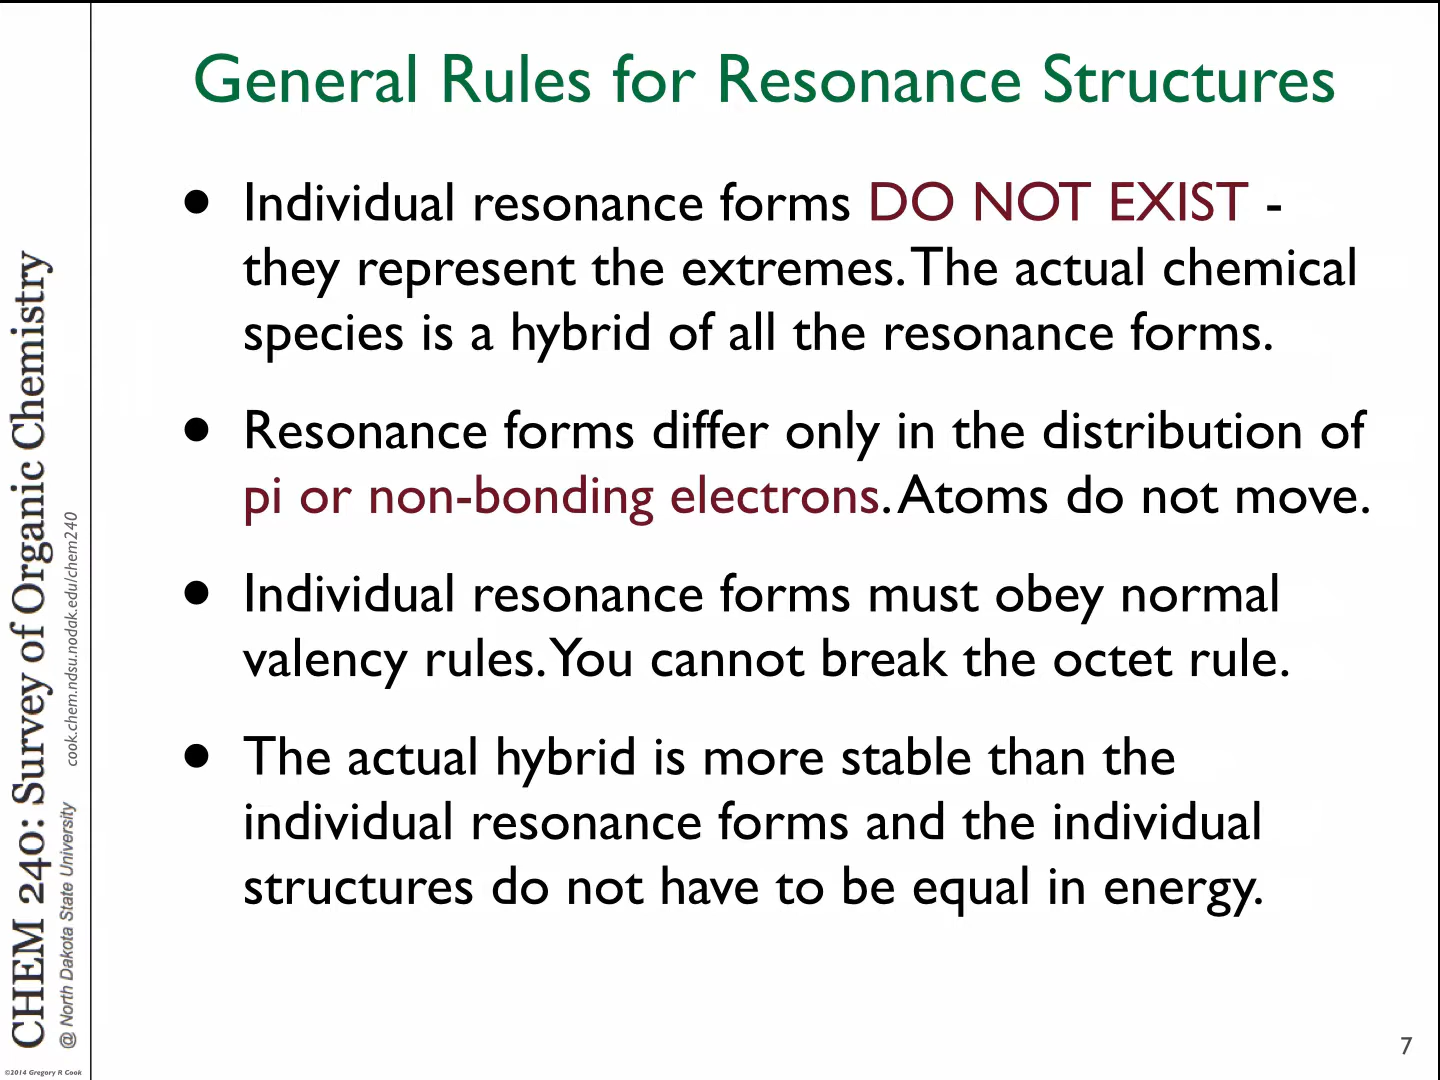 General Rules for Resonance Structures
• Individual resonance forms DO NOT EXIST -
they represent the extremes. The actual chemical
species is a hybrid of all the resonance forms.
• Resonance forms differ only in the distribution of
pi or non-bonding electrons. Atoms do not move.
• Individual resonance forms must obey normal
valency rules. You cannot break the octet rule.
• The actual hybrid is more stable than the
individual resonance forms and the individual
structures do not have to be equal in energy.
CHEM 240: Survey of Organic Chemistry
@ North Dakota State University cook.chem.ndsu.nodak.edu/chem240
©2014 Gregory R Cook
7